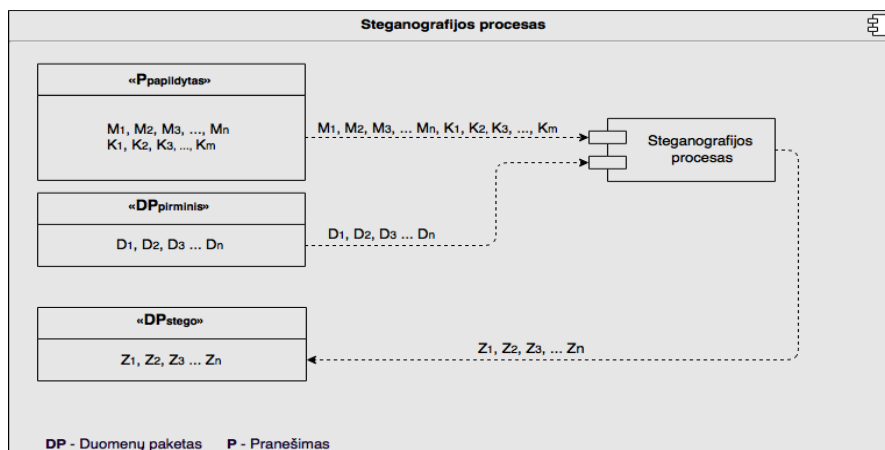 Steganografijos procesas
«Ppapildytas»
M1, M2, M3, ..., Mn
K1, K2, K3, ..., Km
M1, M2, M3, ... Mn, K1, K2, K3, ..., Km
Steganografijos
procesas
«DPpirminis»
D1, D2, D3 ... Dn
D1, D2, D3 ... Dn
«DPstego»
Z1, Z2, Z3 ... Zn
Z1, Z2, Z3, ... Zn
DP - Duomenų paketas P - Pranešimas